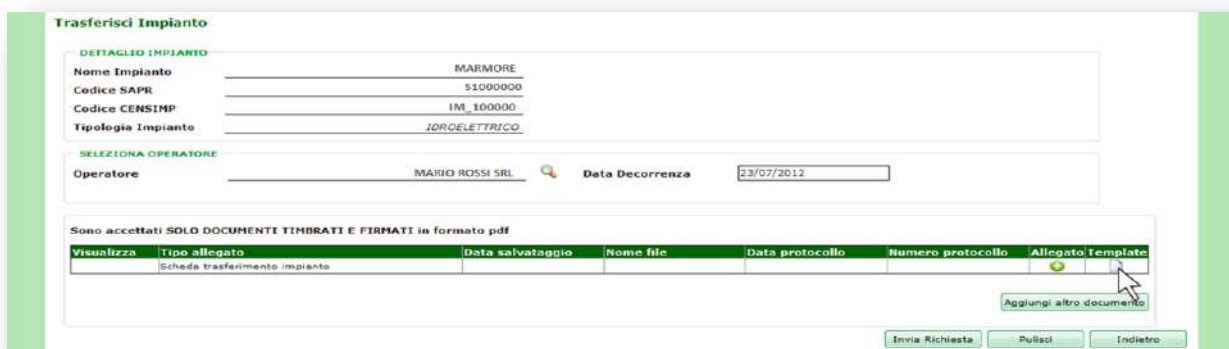 Trasferisci Impianto
DETTAGLIO IMPIANTO
Nome Impianto MARMORE
Codice SAPR S1000000
Codice CENSIMP IM_100000
Tipologia Impianto IDROELETTRICO
SELEZIONA OPERATORE
Operatore MARIO ROSSI SRL Data Decorrenza 23/07/2012
Sono accettati SOLO DOCUMENTI TIMBRATI E FIRMATI in formato pdf
Visualizza Tipo allegato Data salvataggio Nome file Data protocollo Numero protocollo Allegato Template
Scheda trasferimento impianto
Aggiungi altro documento
Invia Richiesta Pulisci Indietro